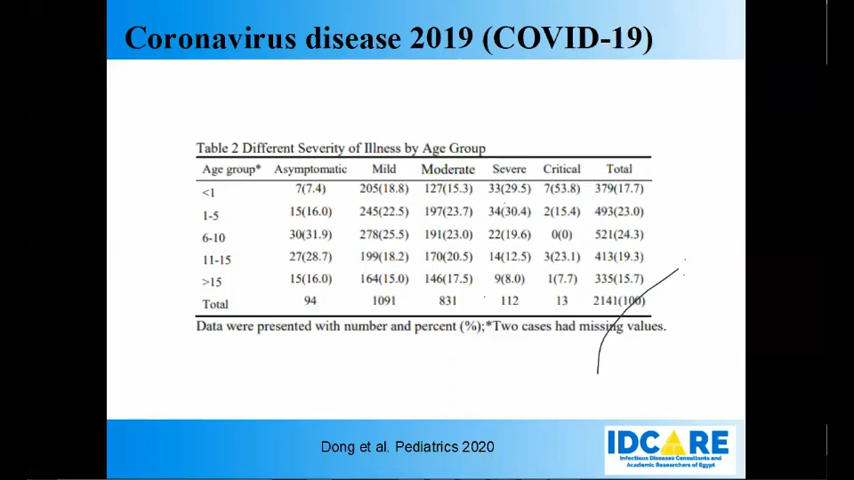 Coronavirus disease 2019 (COVID-19)
Table 2 Different Severity of Illness by Age Group
Age group* Asymptomatic Mild Moderate Severe Critical Total
<1 7(7.4) 205(18.8) 127(15.3) 33(29.5) 7(53.8) 379(17.7)
1-5 15(16.0) 245(22.5) 197(23.7) 34(30.4) 2(15.4) 493(23.0)
6-10 30(31.9) 278(25.5) 191(23.0) 22(19.6) 0(0) 521(24.3)
11-15 27(28.7) 199(18.2) 170(20.5) 14(12.5) 3(23.1) 413(19.3)
>15 15(16.0) 164(15.0) 146(17.5) 9(8.0) 1(7.7) 335(15.7)
Total 94 1091 831 112 13 2141(100)
Data were presented with number and percent (%);*Two cases had missing values.
Dong et al. Pediatrics 2020
IDCARE
Infectious Diseases Consultants and
Academic Researchers of Egypt